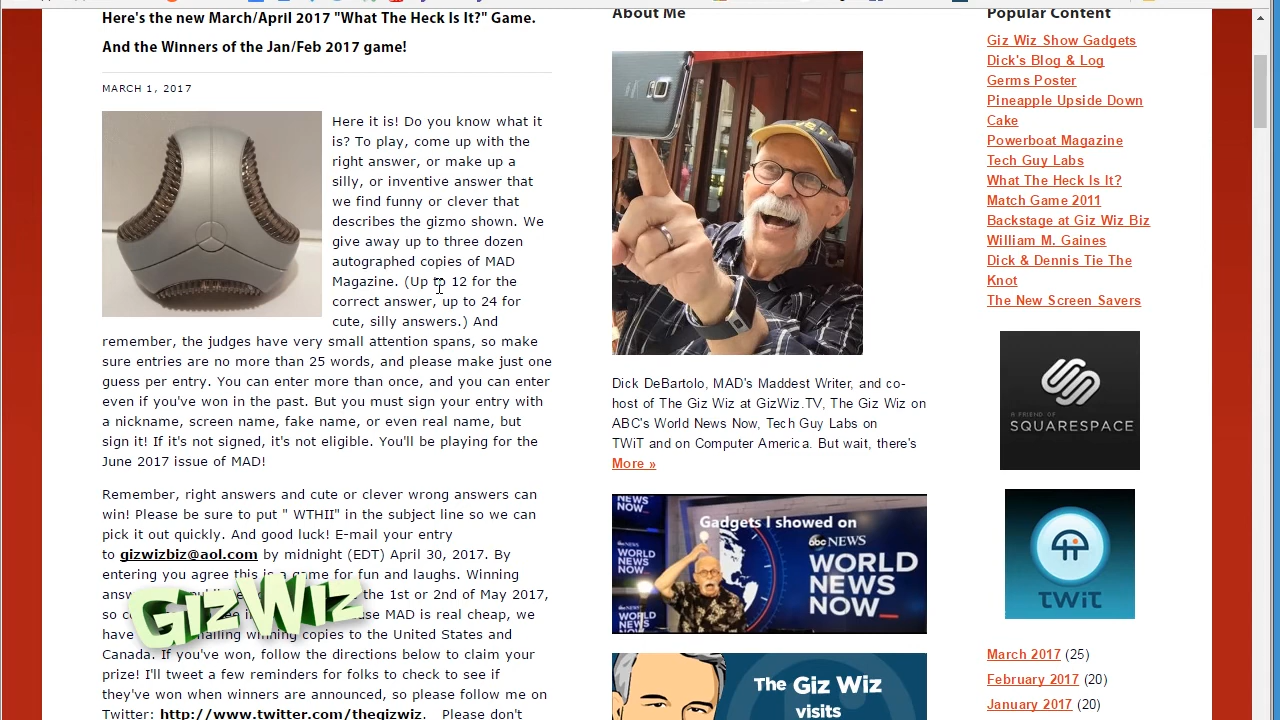 Here's the new March/April 2017 "What The Heck Is It?" Game.
And the Winners of the Jan/Feb 2017 game!
MARCH 1, 2017
Here it is! Do you know what it
is? To play, come up with the
right answer, or make up a
silly, or inventive answer that
we find funny or clever that
describes the gizmo shown. We
give away up to three dozen
autographed copies of MAD
Magazine. (Up to 12 for the
correct answer, up to 24 for
cute, silly answers.) And
remember, the judges have very small attention spans, so make
sure entries are no more than 25 words, and please make just one
guess per entry. You can enter more than once, and you can enter
even if you've won in the past. But you must sign your entry with
a nickname, screen name, fake name, or even real name, but
sign it! If it's not signed, it's not eligible. You'll be playing for the
June 2017 issue of MAD!
Remember, right answers and cute or clever wrong answers can
win! Please be sure to put " WTHII" in the subject line so we can
pick it out quickly. And good luck! E-mail your entry
to gizwizbiz@aol.com by midnight (EDT) April 30, 2017. By
entering you agree this is a game for fun and laughs. Winning
the 1st or 2nd of May 2017,
so MAD is real cheap, we
have mailing winning copies to the United States and
Canada. If you've won, follow the directions below to claim your
prize! I'll tweet a few reminders for folks to check to see if
they've won when winners are announced, so please follow me on
Twitter: http://www.twitter.com/thegizwiz. Please don't
GizWiz
About Me
JETI
Dick DeBartolo, MAD's Maddest Writer, and co-
host of The Giz Wiz at GizWiz.TV, The Giz Wiz on
ABC's World News Now, Tech Guy Labs on
TWiT and on Computer America. But wait, there's
More »
NEWS
NOW_
WORLD
NEWS
NOW_
WORLD
NEWS
Gadgets I showed on
abc NEWS
WORLD
NEWS
NOW_
The Giz Wiz
visits
Popular Content
Giz Wiz Show Gadgets
Dick's Blog & Log
Germs Poster
Pineapple Upside Down
Cake
Powerboat Magazine
Tech Guy Labs
What The Heck Is It?
Match Game 2011
Backstage at Giz Wiz Biz
William M. Gaines
Dick & Dennis Tie The
Knot
The New Screen Savers
A FRIEND OF
SQUARESPACE
TWiT
March 2017 (25)
February 2017 (20)
January 2017 (20)